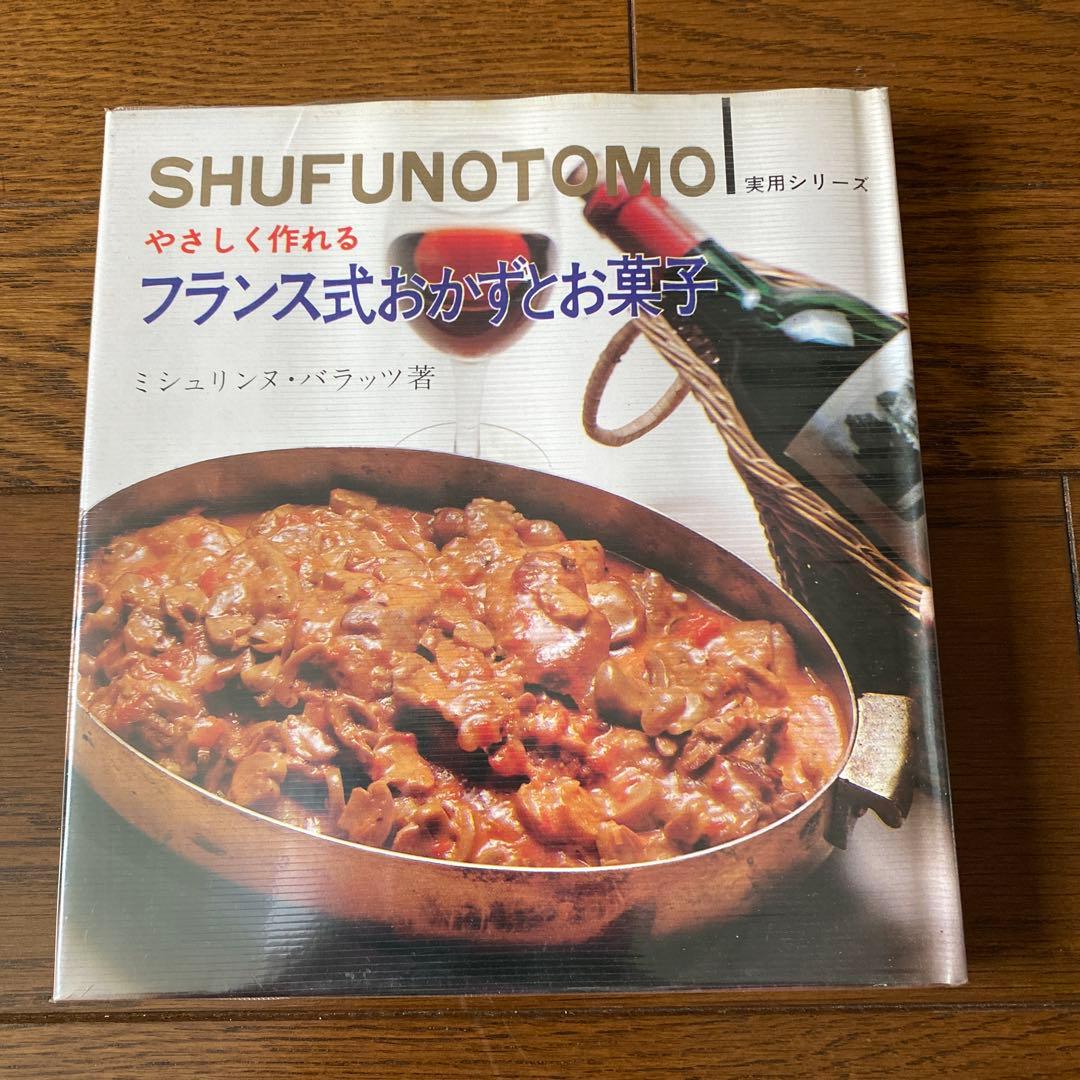 SHUFUNOTOMO
実用シリーズ
やさしく作れる
フランス式おかずとお菓子
ミシュリンヌ・バラッツ著